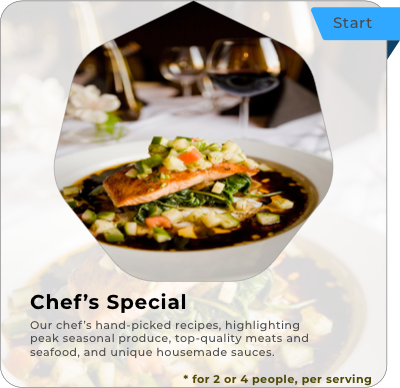 Start
Chef’s Special
Our chef’s hand-picked recipes, highlighting
peak seasonal produce, top-quality meats and
seafood, and unique housemade sauces.
* for 2 or 4 people, per serving